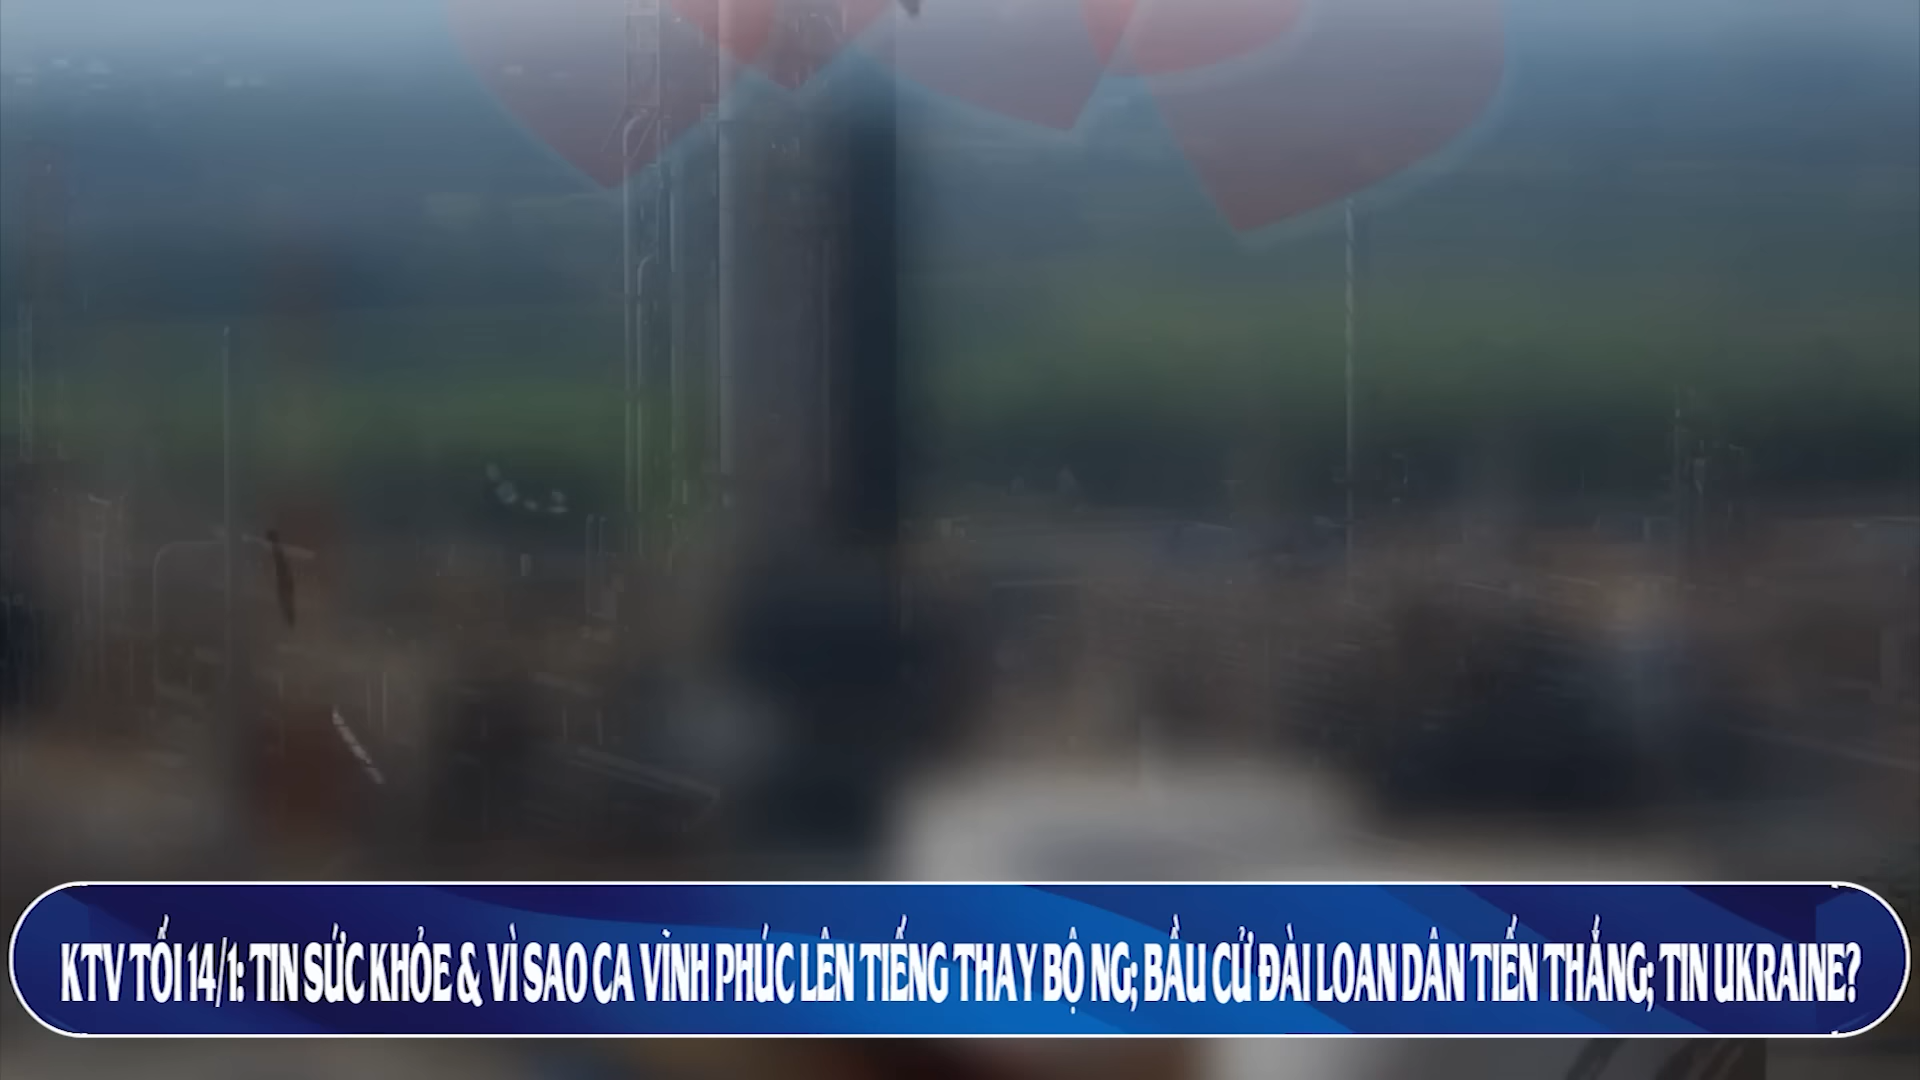 KTV TỐI 14/1: TIN SỨC KHỎE & VÌ SAO CA VĨNH PHÚC LÊN TIẾNG THAY BỘ NG; BẦU CỬ ĐÀI LOAN DÂN TIẾN THẮNG; TIN UKRAINE?